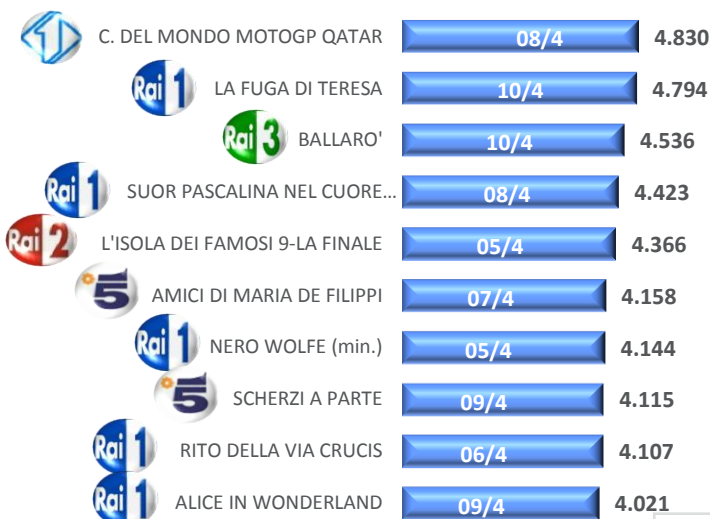 1 C. DEL MONDO MOTOGP QATAR 08/4 4.830
Rai 1 LA FUGA DI TERESA 10/4 4.794
Rai 3 BALLARO' 10/4 4.536
Rai 1 SUOR PASCALINA NEL CUORE... 08/4 4.423
Rai 2 L'ISOLA DEI FAMOSI 9-LA FINALE 05/4 4.366
5 AMICI DI MARIA DE FILIPPI 07/4 4.158
Rai 1 NERO WOLFE (min.) 05/4 4.144
5 SCHERZI A PARTE 09/4 4.115
Rai 1 RITO DELLA VIA CRUCIS 06/4 4.107
Rai 1 ALICE IN WONDERLAND 09/4 4.021